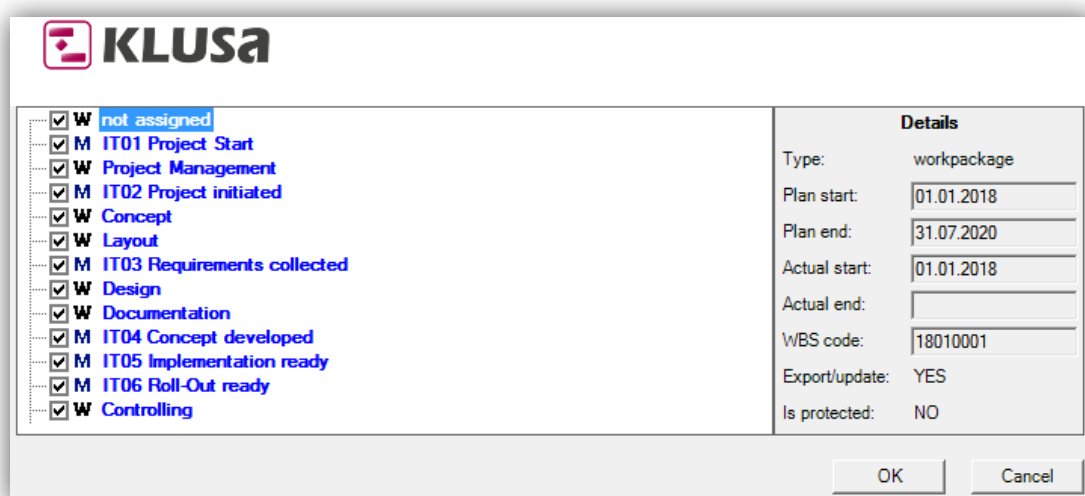 KLUSa
W not assigned
M IT01 Project Start
W Project Management
M IT02 Project initiated
W Concept
W Layout
M IT03 Requirements collected
W Design
W Documentation
M IT04 Concept developed
M IT05 Implementation ready
M IT06 Roll-Out ready
W Controlling
Details
Type: workpackage
Plan start: 01.01.2018
Plan end: 31.07.2020
Actual start: 01.01.2018
Actual end:
WBS code: 18010001
Export/update: YES
Is protected: NO
OK Cancel